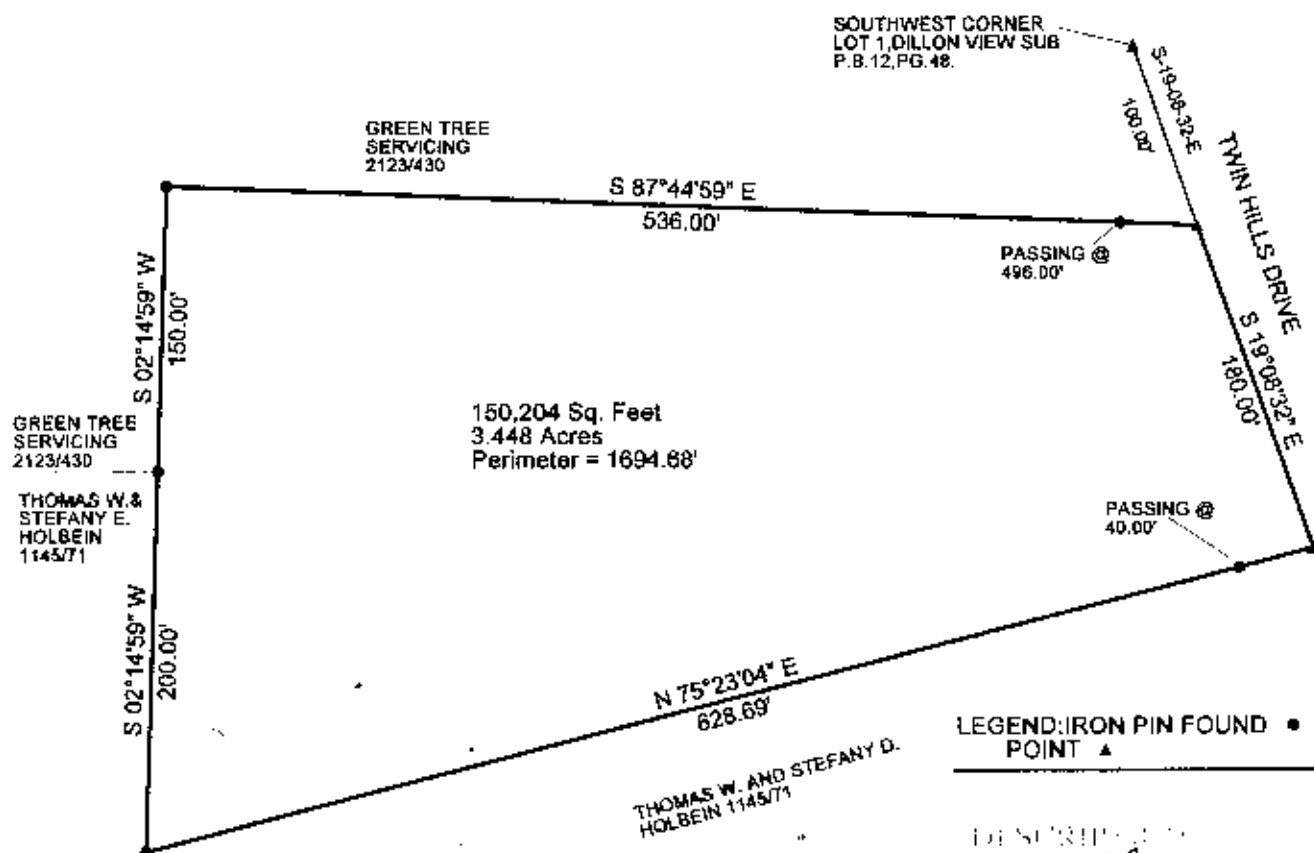 SOUTHWEST CORNER
LOT 1,DILLON VIEW SUB
P.B.12,PG.48.
S-19-08-32-E
100.00'
TWIN HILLS DRIVE
GREEN TREE
SERVICING
2123/430
S 87°44'59" E
536.00'
PASSING @
496.00'
S 02°14'59" W
150.00'
S 19°08'32" E
180.00'
150,204 Sq. Feet
3.448 Acres
Perimeter = 1694.68'
GREEN TREE
SERVICING
2123/430
THOMAS W.&
STEFANY E.
HOLBEIN
1145/71
PASSING @
40.00'
S 02°14'59" W
200.00'
N 75°23'04" E
628.69'
THOMAS W. AND STEFANY D.
HOLBEIN 1145/71
LEGEND:IRON PIN FOUND ●
POINT ▲